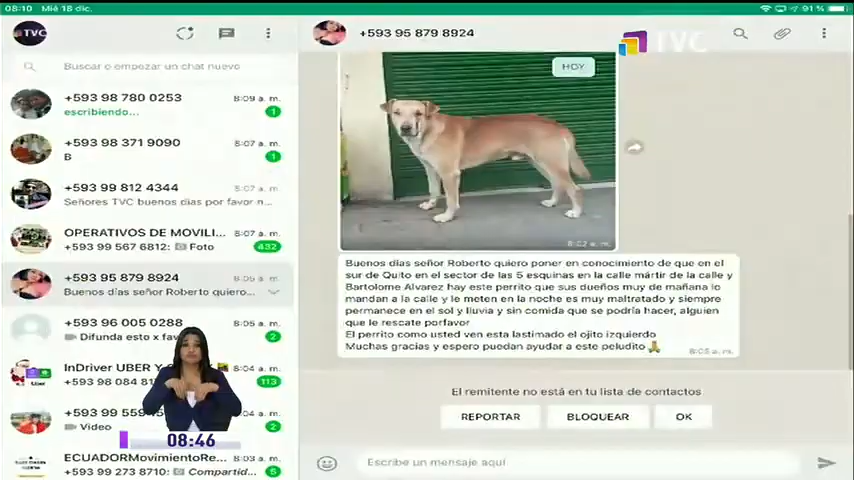 08:10 Mié 18 dic.
91 %
TVC
+593 95 879 8924
TVC
Buscar o empezar un chat nuevo
+593 98 780 0253
8:09 a. m.
escribiendo...
1
+593 98 371 9090
8:07 a. m.
B
1
+593 99 812 4344
8:07 a. m.
Señores TVC buenos días por favor n...
OPERATIVOS DE MOVILI...
8:07 a. m.
+593 99 567 6812: Foto
432
+593 95 879 8924
8:05 a. m.
Buenos días señor Roberto quiero...
+593 96 005 0288
8:05 a. m.
Difunda esto x fav
2
InDriver UBER Y
8:04 a. m.
+593 98 084 8
113
+593 99 559
:04 a. m.
Video
2
ECUADORMovimientoRe...
8:03 a. m.
+593 99 273 8710: Compartid...
5
08:46
HOY
8:02 a. m.
Buenos días señor Roberto quiero poner en conocimiento de que en el
sur de Quito en el sector de las 5 esquinas en la calle mártir de la calle y
Bartolome Alvarez hay este perrito que sus dueños muy de mañana lo
mandan a la calle y le meten en la noche es muy maltratado y siempre
permanece en el sol y lluvia y sin comida que se podría hacer, alguien
que le rescate porfavor
El perrito como usted ven esta lastimado el ojito izquierdo
Muchas gracias y espero puedan ayudar a este peludito 🙏
8:05 a. m.
El remitente no está en tu lista de contactos
REPORTAR
BLOQUEAR
OK
Escribe un mensaje aquí